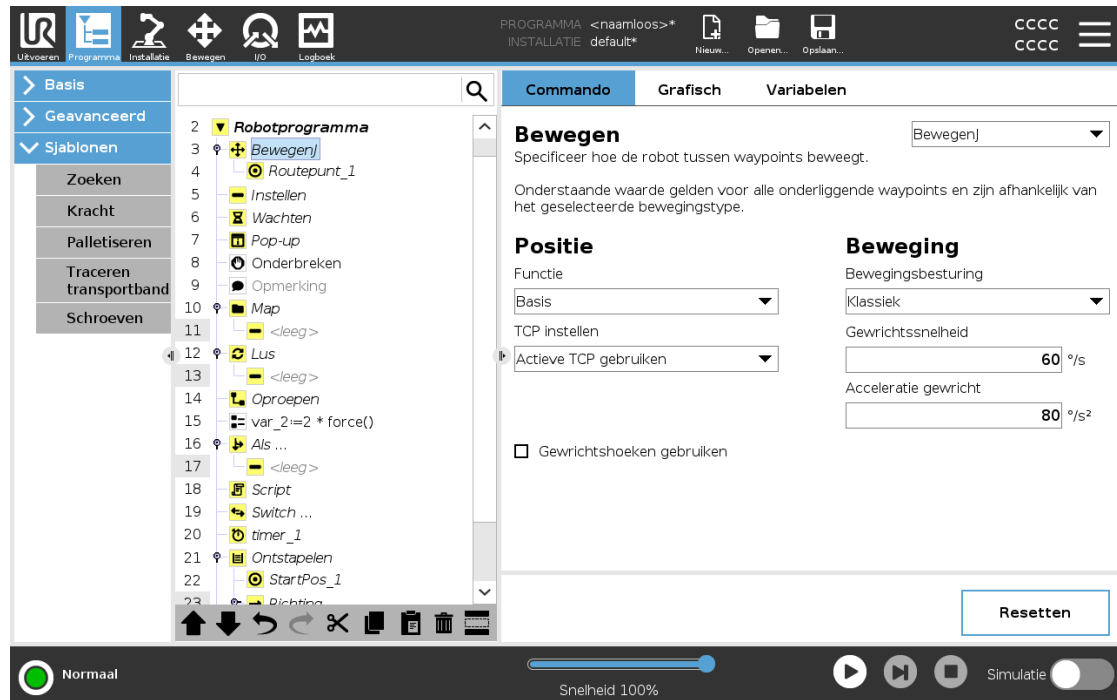 UR
Uitvoeren
Programma
Installatie
Bewegen
I/O
Logboek
PROGRAMMA <naamloos>*
INSTALLATIE default*
Nieuw...
Openen...
Opslaan...
CCCC
CCCC
Basis
Geavanceerd
Sjablonen
Zoeken
Kracht
Palletiseren
Traceren
transportband
Schroeven
2 Robotprogramma
3 BewegenJ
4 Routepunt_1
5 Instellen
6 Wachten
7 Pop-up
8 Onderbreken
9 Opmerking
10 Map
11 <leeg>
12 Lus
13 <leeg>
14 Oproepen
15 var_2:=2 * force()
16 Als ...
17 <leeg>
18 Script
19 Switch ...
20 timer_1
21 Ontstapelen
22 StartPos_1
23 Richting
Commando
Grafisch
Variabelen
Bewegen
BewegenJ
Specificeer hoe de robot tussen waypoints beweegt.
Onderstaande waarde gelden voor alle onderliggende waypoints en zijn afhankelijk van
het geselecteerde bewegingstype.
Positie
Functie
Basis
TCP instellen
Actieve TCP gebruiken
Gewrichtshoeken gebruiken
Beweging
Bewegingsbesturing
Klassiek
Gewrichtssnelheid
60 °/s
Acceleratie gewricht
80 °/s²
Resetten
Normaal
Snelheid 100%
Simulatie